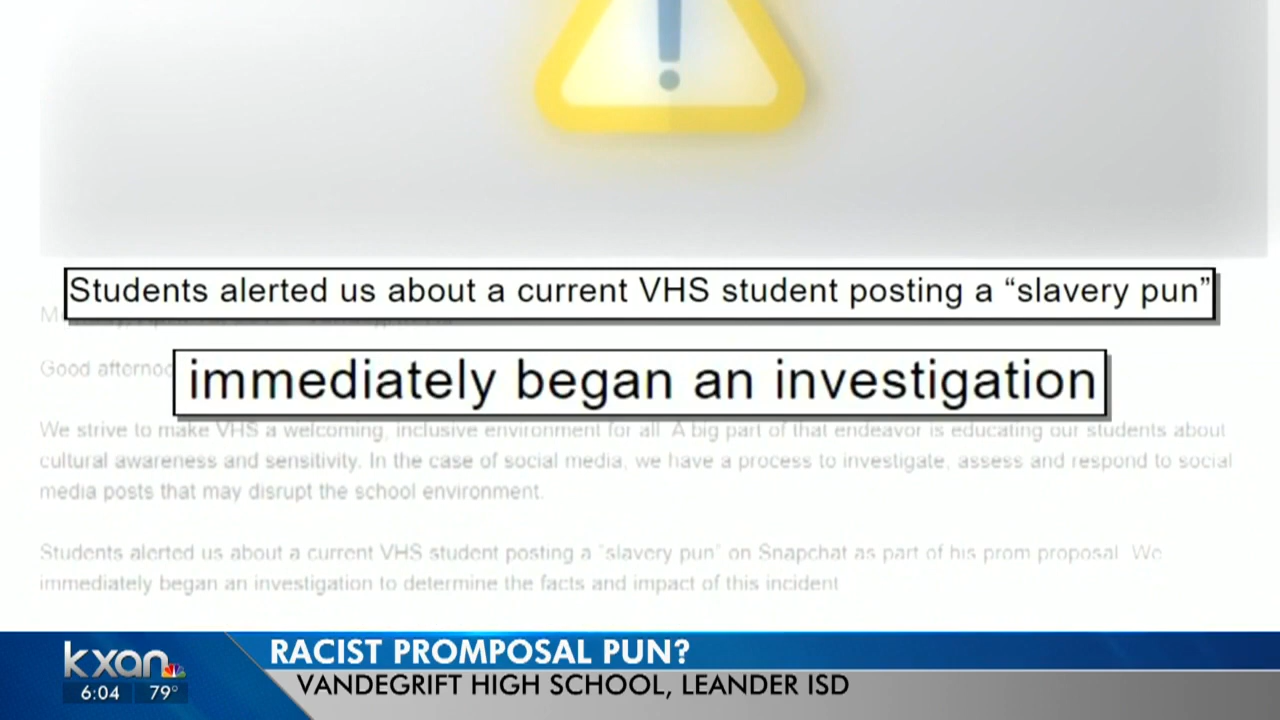 Students alerted us about a current VHS student posting a “slavery pun”
immediately began an investigation
Good
We strive to make VHS a welcoming, inclusive environment for all. A big part of that endeavor is educating our students about
cultural awareness and sensitivity. In the case of social media, we have a process to investigate, assess and respond to social
media posts that may disrupt the school environment.
Students alerted us about a current VHS student posting a "slavery pun" on Snapchat as part of his prom proposal. We
immediately began an investigation to determine the facts and impact of this incident
kxan
RACIST PROMPOSAL PUN?
6:04 79°
VANDEGRIFT HIGH SCHOOL, LEANDER ISD